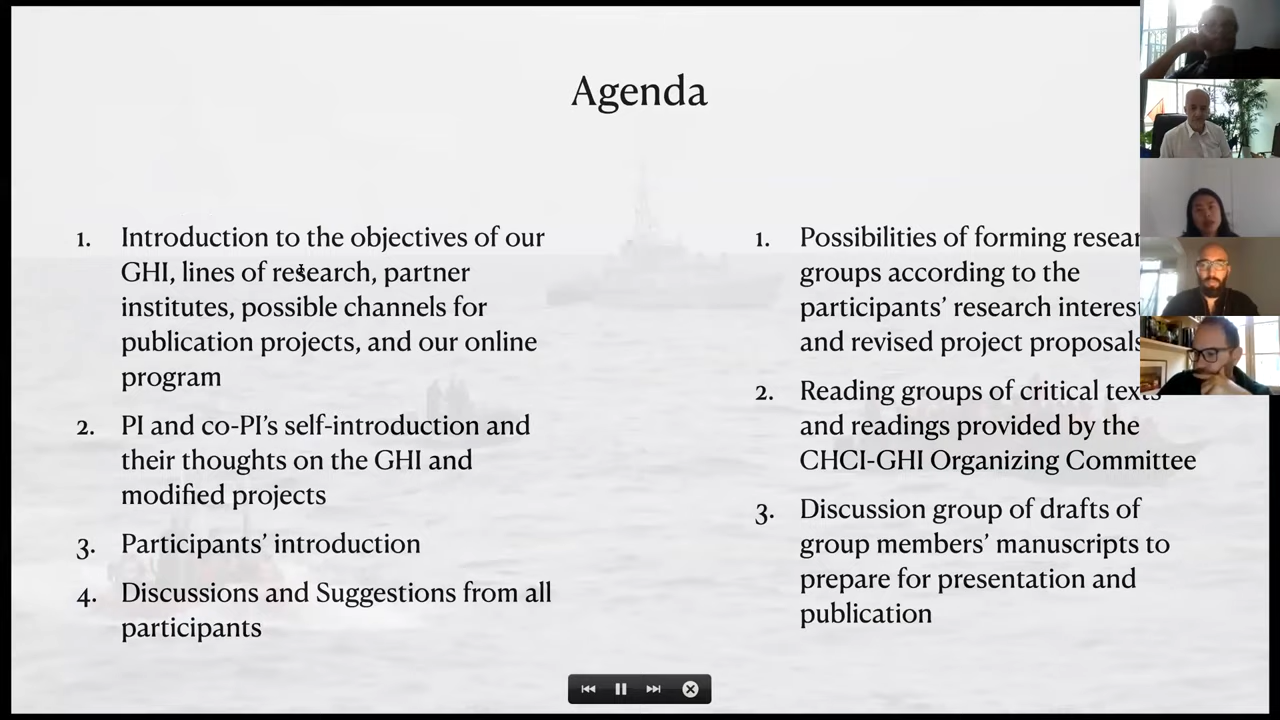 Agenda
1. Introduction to the objectives of our
GHI, lines of research, partner
institutes, possible channels for
publication projects, and our online
program
2. PI and co-PI’s self-introduction and
their thoughts on the GHI and
modified projects
3. Participants’ introduction
4. Discussions and Suggestions from all
participants
1. Possibilities of forming
groups according to the
participants’ research
and revised project proposals
2. Reading groups of critical texts
and readings provided by the
CHCI-GHI Organizing Committee
3. Discussion group of drafts of
group members’ manuscripts to
prepare for presentation and
publication